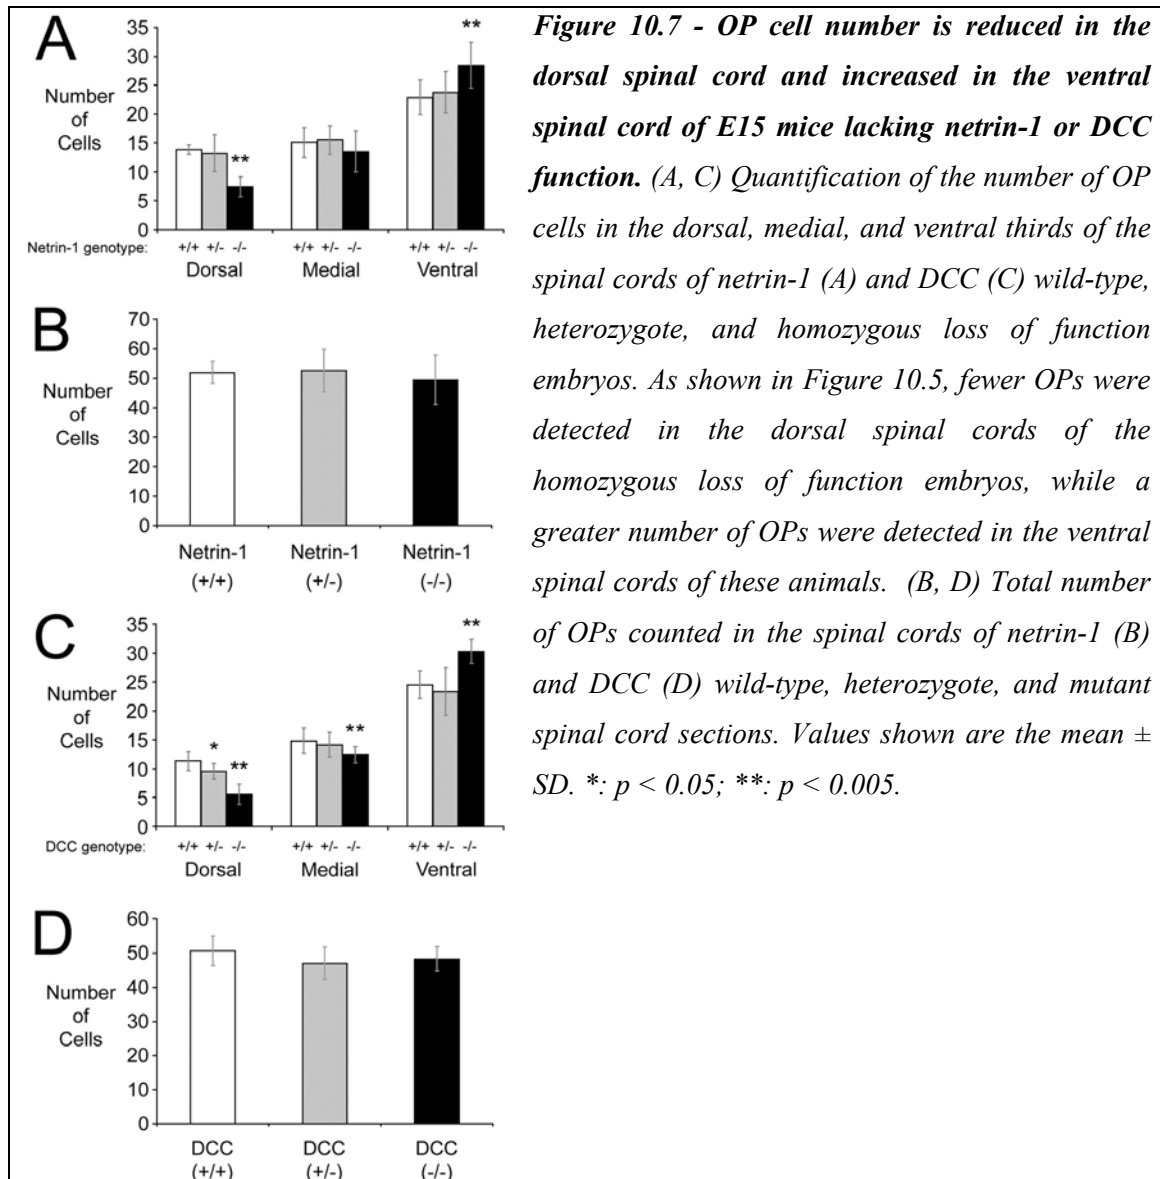 A
35
30
25
20
15
10
5
0
Number
of
Cells
**
**
Netrin-1 genotype: +/+ +/- -/- +/+ +/- -/- +/+ +/- -/-
Dorsal Medial Ventral
B
70
60
50
40
30
20
10
0
Number
of
Cells
Netrin-1 Netrin-1 Netrin-1
(+/+) (+/-) (-/-)
C
35
30
25
20
15
10
5
0
Number
of
Cells
*
**
**
**
DCC genotype: +/+ +/- -/- +/+ +/- -/- +/+ +/- -/-
Dorsal Medial Ventral
D
60
50
40
30
20
10
0
Number
of
Cells
DCC DCC DCC
(+/+) (+/-) (-/-)
Figure 10.7 - OP cell number is reduced in the
dorsal spinal cord and increased in the ventral
spinal cord of E15 mice lacking netrin-1 or DCC
function. (A, C) Quantification of the number of OP
cells in the dorsal, medial, and ventral thirds of the
spinal cords of netrin-1 (A) and DCC (C) wild-type,
heterozygote, and homozygous loss of function
embryos. As shown in Figure 10.5, fewer OPs were
detected in the dorsal spinal cords of the
homozygous loss of function embryos, while a
greater number of OPs were detected in the ventral
spinal cords of these animals. (B, D) Total number
of OPs counted in the spinal cords of netrin-1 (B)
and DCC (D) wild-type, heterozygote, and mutant
spinal cord sections. Values shown are the mean ±
SD. *: p < 0.05; **: p < 0.005.